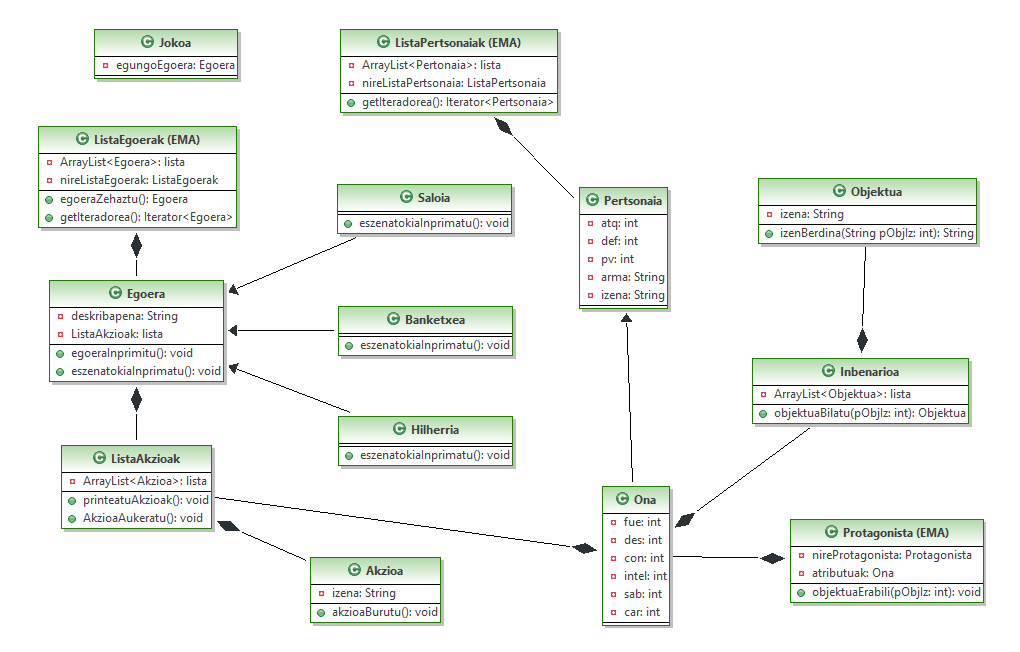 Jokoa
egungoEgoera: Egoera
ListaPertsonaiak (EMA)
ArrayList<Pertonaia>: lista
nireListaPertsonaia: ListaPertsonaia
getIteradorea(): Iterator<Pertsonaia>
ListaEgoerak (EMA)
ArrayList<Egoera>: lista
nireListaEgoerak: ListaEgoerak
egoeraZehaztu(): Egoera
getIteradorea(): Iterator<Egoera>
Saloia
eszenatokiaInprimatu(): void
Pertsonaia
atq: int
def: int
pv: int
arma: String
izena: String
Objektua
izena: String
izenBerdina(String pObjIz: int): String
Egoera
deskribapena: String
ListaAkzioak: lista
egoeraInprimitu(): void
eszenatokiaInprimatu(): void
Banketxea
eszenatokiaInprimatu(): void
Inbenarioa
ArrayList<Objektua>: lista
objektuaBilatu(pObjIz: int): Objektua
Hilherria
eszenatokiaInprimatu(): void
ListaAkzioak
ArrayList<Akzioa>: lista
printeatuAkzioak(): void
AkzioaAukeratu(): void
Ona
fue: int
des: int
con: int
intel: int
sab: int
car: int
Protagonista (EMA)
nireProtagonista: Protagonista
atributuak: Ona
objektuaErabili(pObjIz: int): void
Akzioa
izena: String
akzioaBurutu(): void